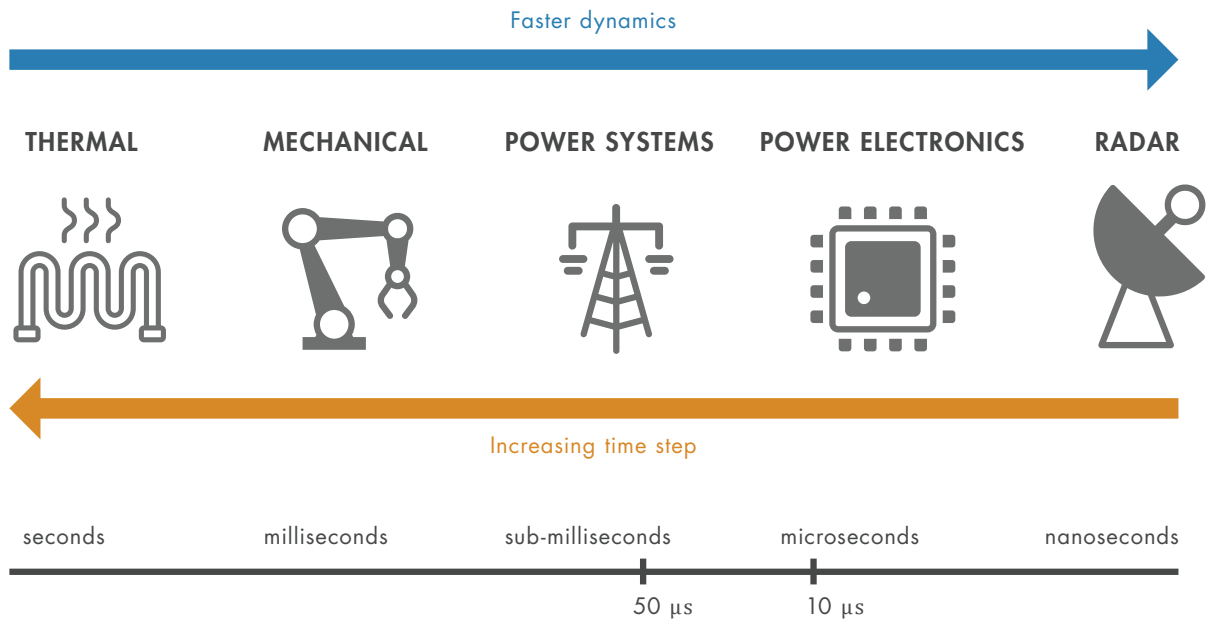 Faster dynamics
THERMAL
MECHANICAL
POWER SYSTEMS
POWER ELECTRONICS
RADAR
Increasing time step
seconds
milliseconds
sub-milliseconds
microseconds
nanoseconds
50 μs
10 μs